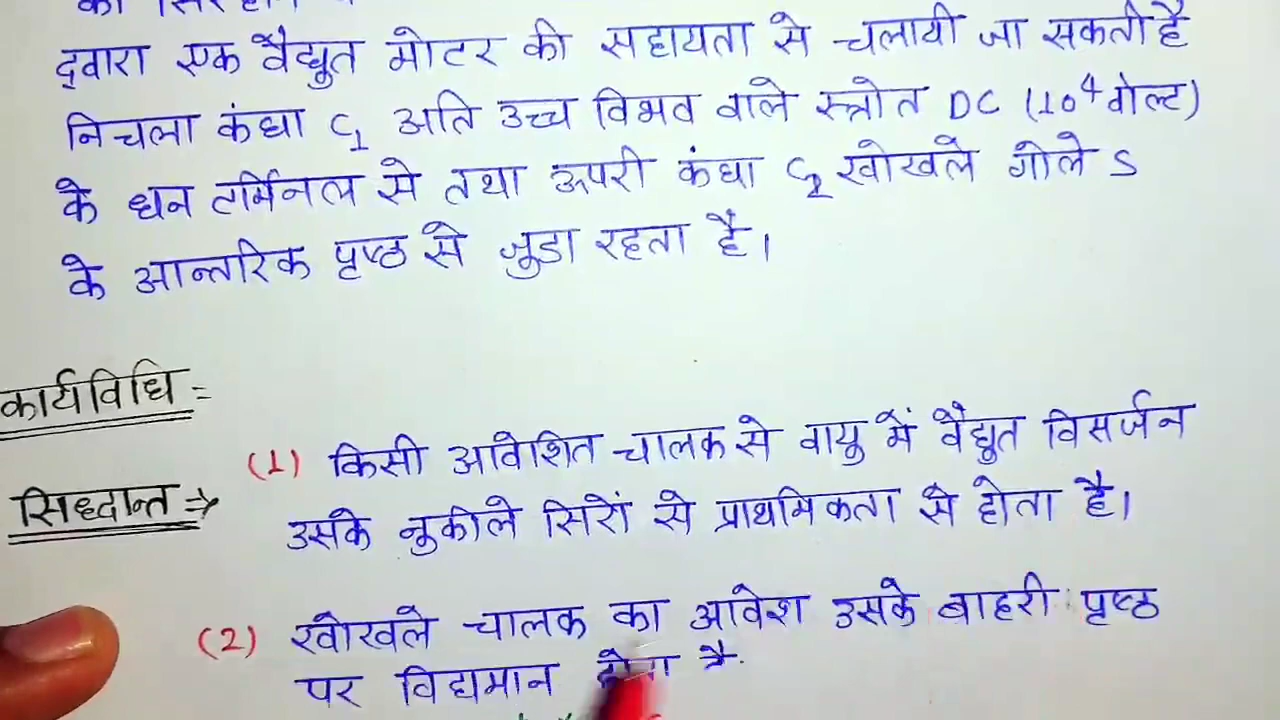 द्वारा एक वैद्युत मोटर की सहायता से चलायी जा सकती है
निचला कंघा C1 अति उच्च विभव वाले स्त्रोत DC (10⁴ वोल्ट)
के धन टर्मिनल से तथा ऊपरी कंघा C2 खोखले गोले S
के आन्तरिक पृष्ठ से जुडा रहता है।
कार्यविधि =
(1) किसी आवेशित चालक से वायु में वैद्युत विसर्जन
सिध्दान्त ⇒
उसके नुकीले सिरों से प्राथमिकता से होता है।
(2) खोखले चालक का आवेश उसके बाहरी पृष्ठ
पर विद्यमान होता है.